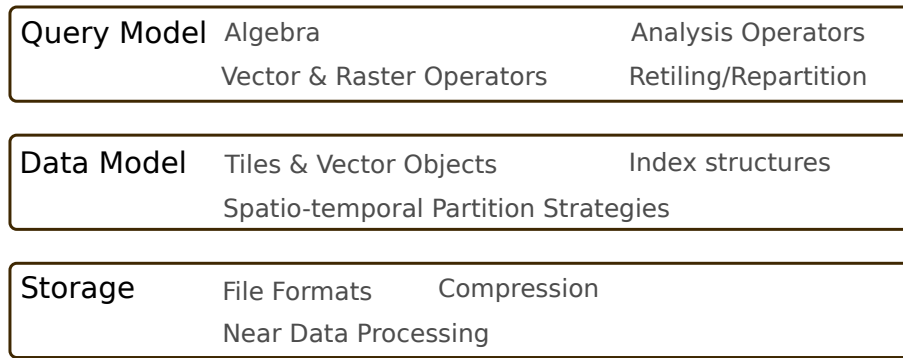 Query Model Algebra Analysis Operators
Vector & Raster Operators Retiling/Repartition
Data Model Tiles & Vector Objects Index structures
Spatio-temporal Partition Strategies
Storage File Formats Compression
Near Data Processing